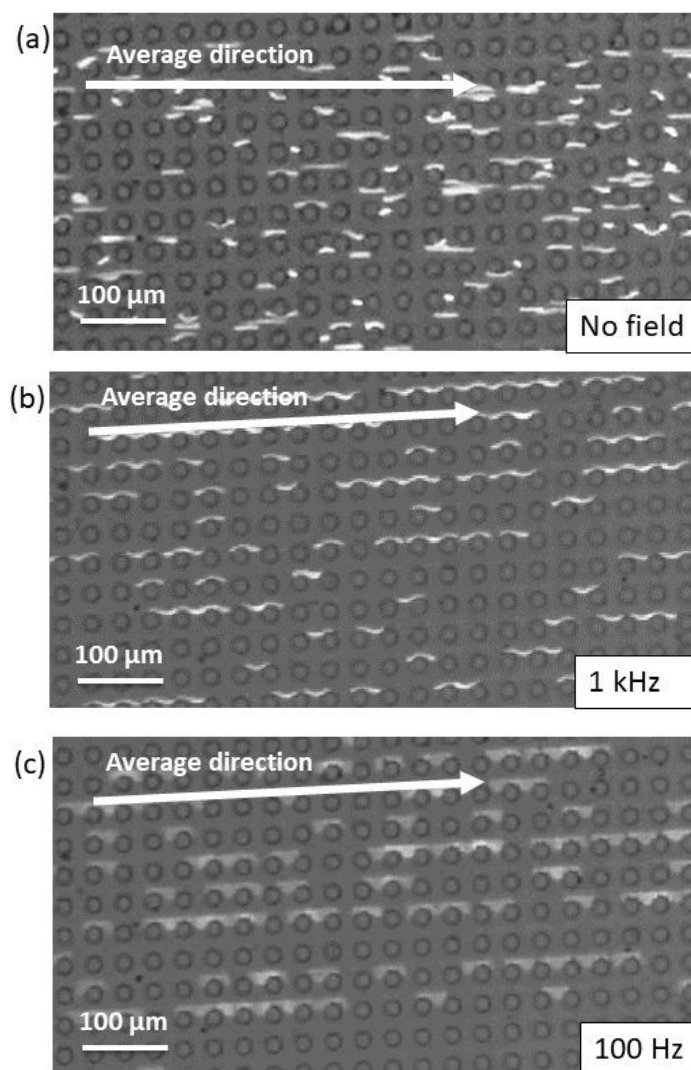 (a)
Average direction
100 µm
No field
(b)
Average direction
100 µm
1 kHz
(c)
Average direction
100 µm
100 Hz